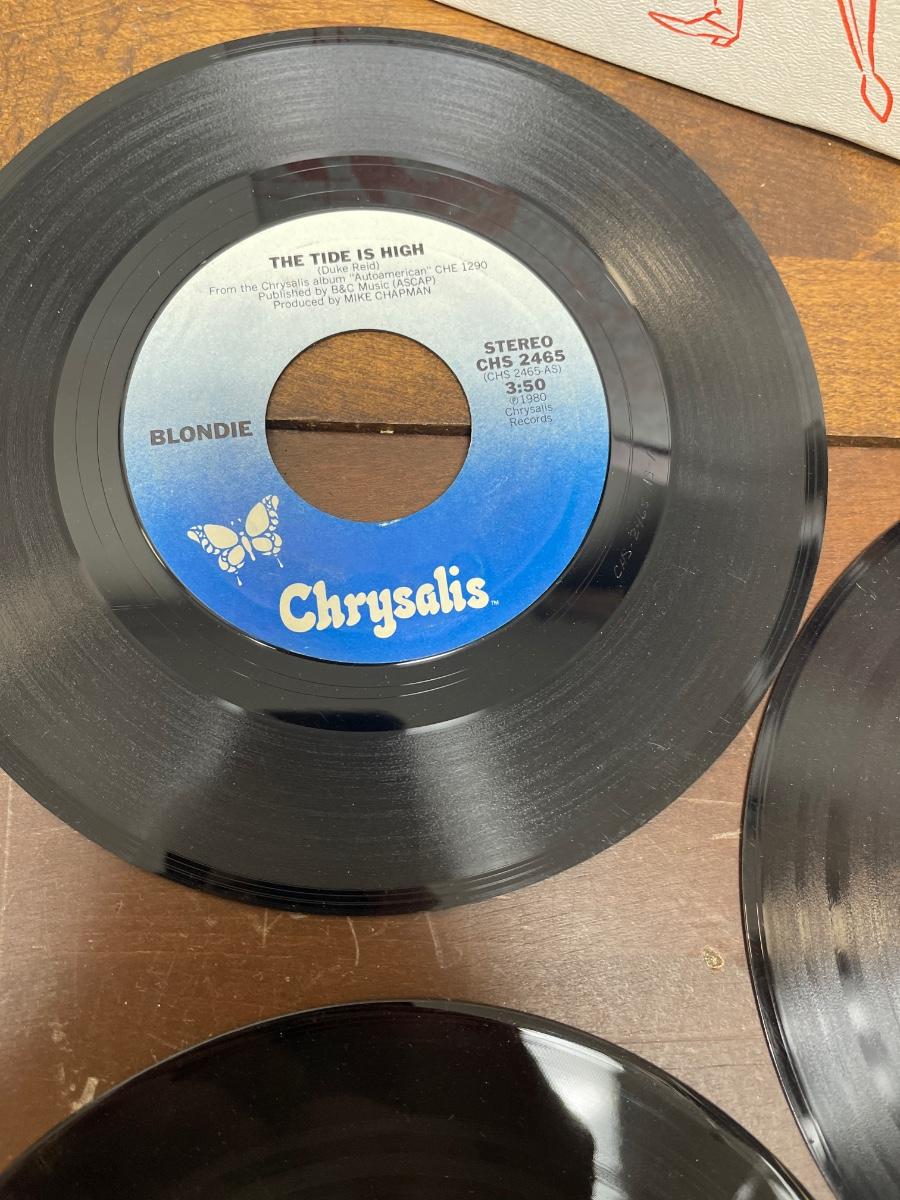 THE TIDE IS HIGH
(Duke Reid)
From the Chrysalis album "Autoamerican" CHE 1290
Published by B&C Music (ASCAP)
Produced by MIKE CHAPMAN
STEREO
CHS 2465
(CHS 2465-AS)
3:50
℗1980
Chrysalis
Records
BLONDIE
Chrysalis™